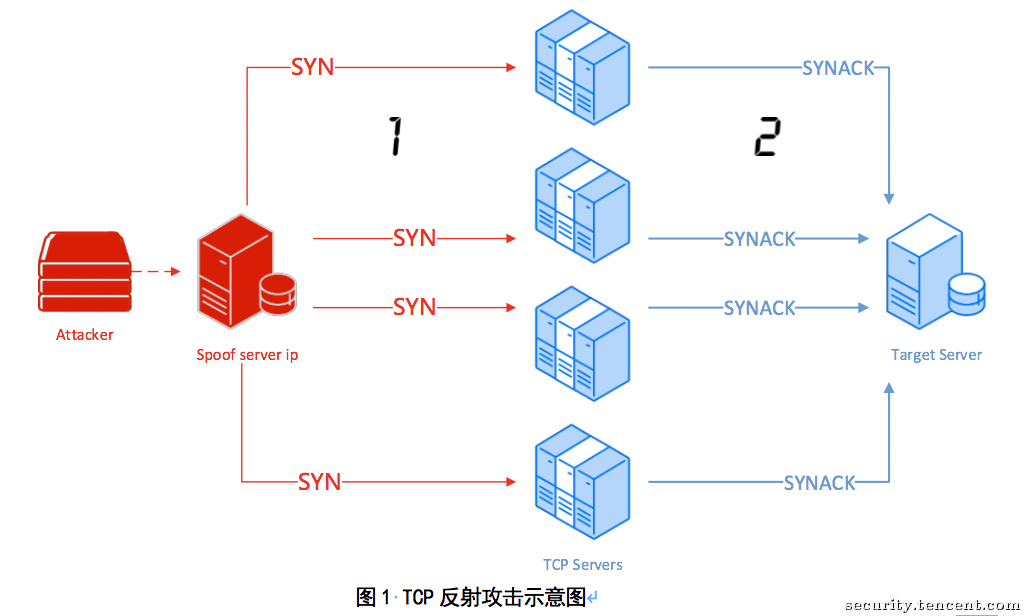 SYN
SYNACK
1
2
SYN
SYNACK
SYN
SYNACK
Attacker
Spoof server ip
Target Server
SYN
SYNACK
TCP Servers
图 1 TCP 反射攻击示意图
security.tencent.com